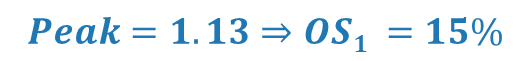 Peak = 1.13 ⇒ OS₁ = 15%